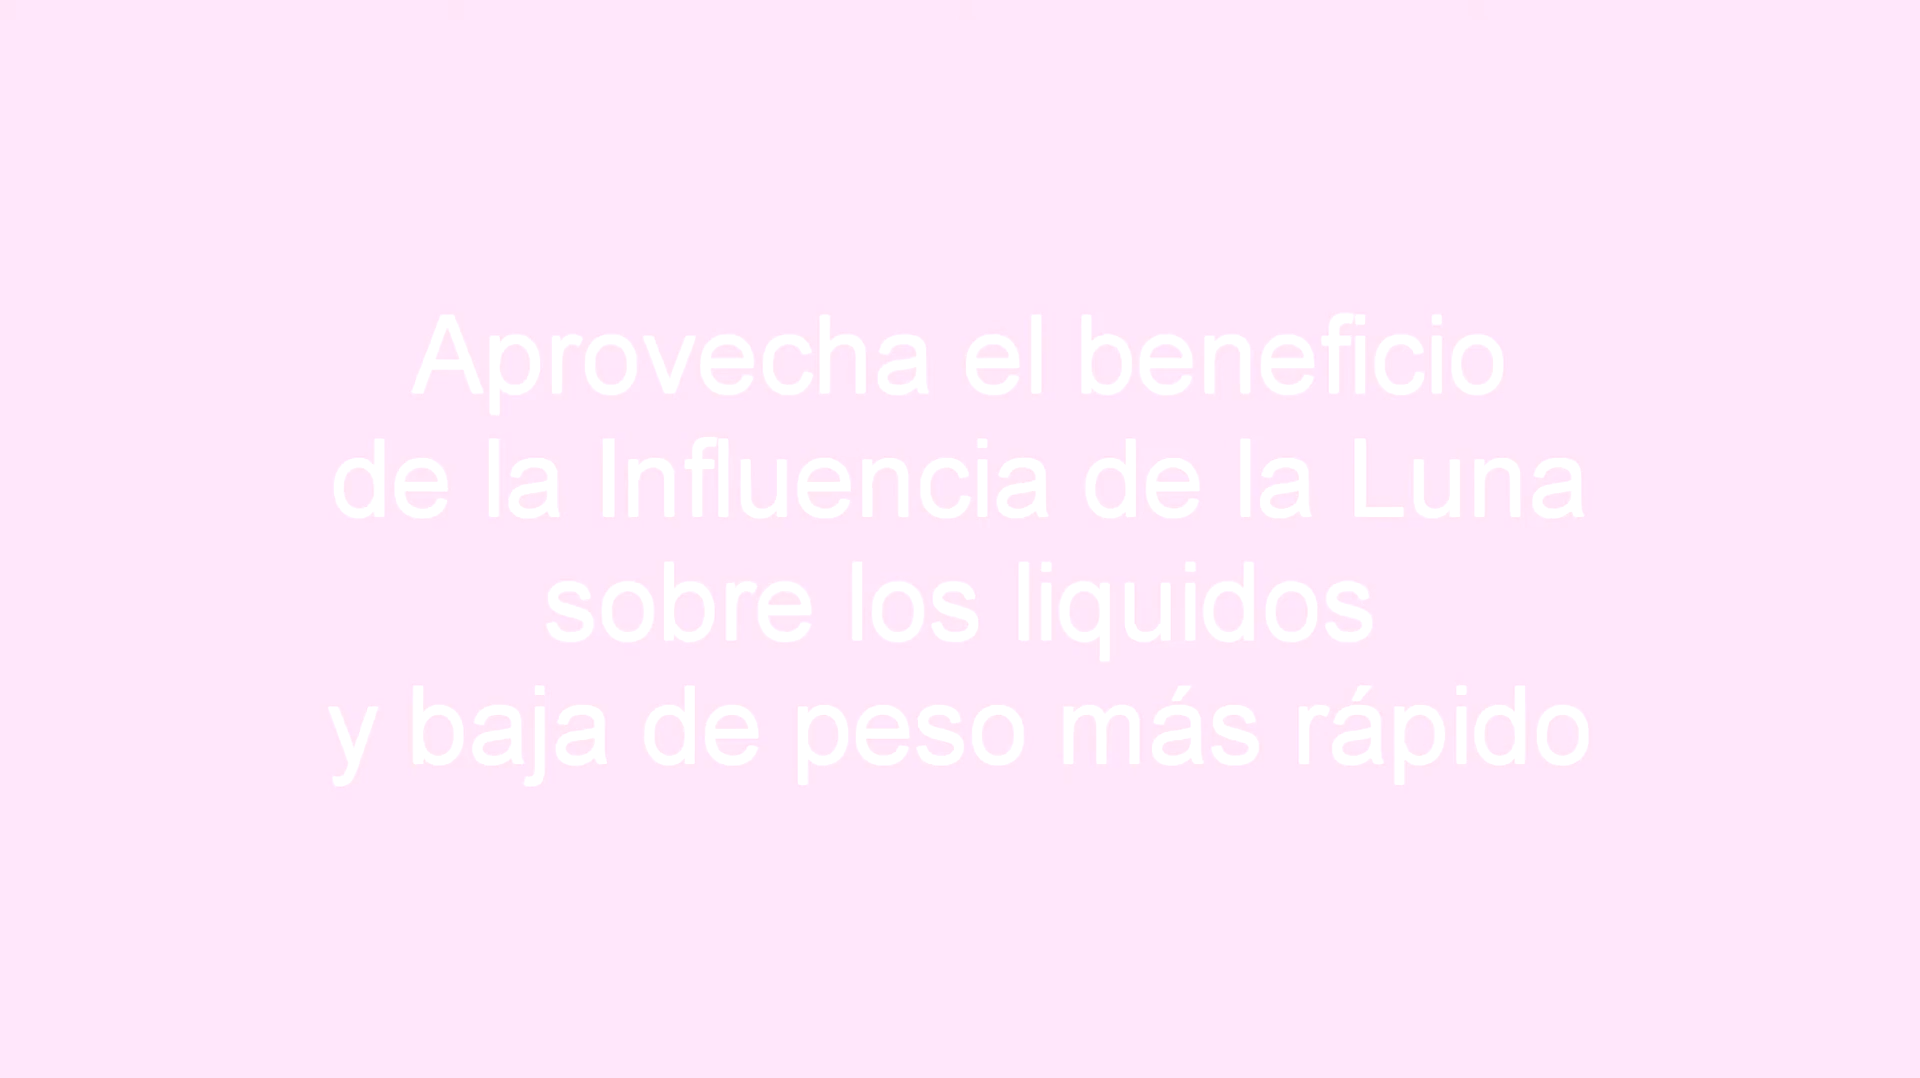 Aprovecha el beneficio
de la Influencia de la Luna
sobre los liquidos
y baja de peso más rápido